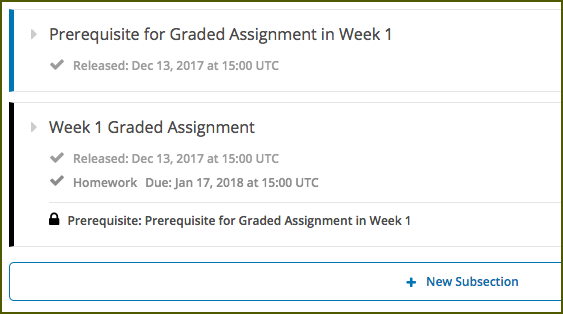 Prerequisite for Graded Assignment in Week 1
Released: Dec 13, 2017 at 15:00 UTC
Week 1 Graded Assignment
Released: Dec 13, 2017 at 15:00 UTC
Homework Due: Jan 17, 2018 at 15:00 UTC
Prerequisite: Prerequisite for Graded Assignment in Week 1
+ New Subsection